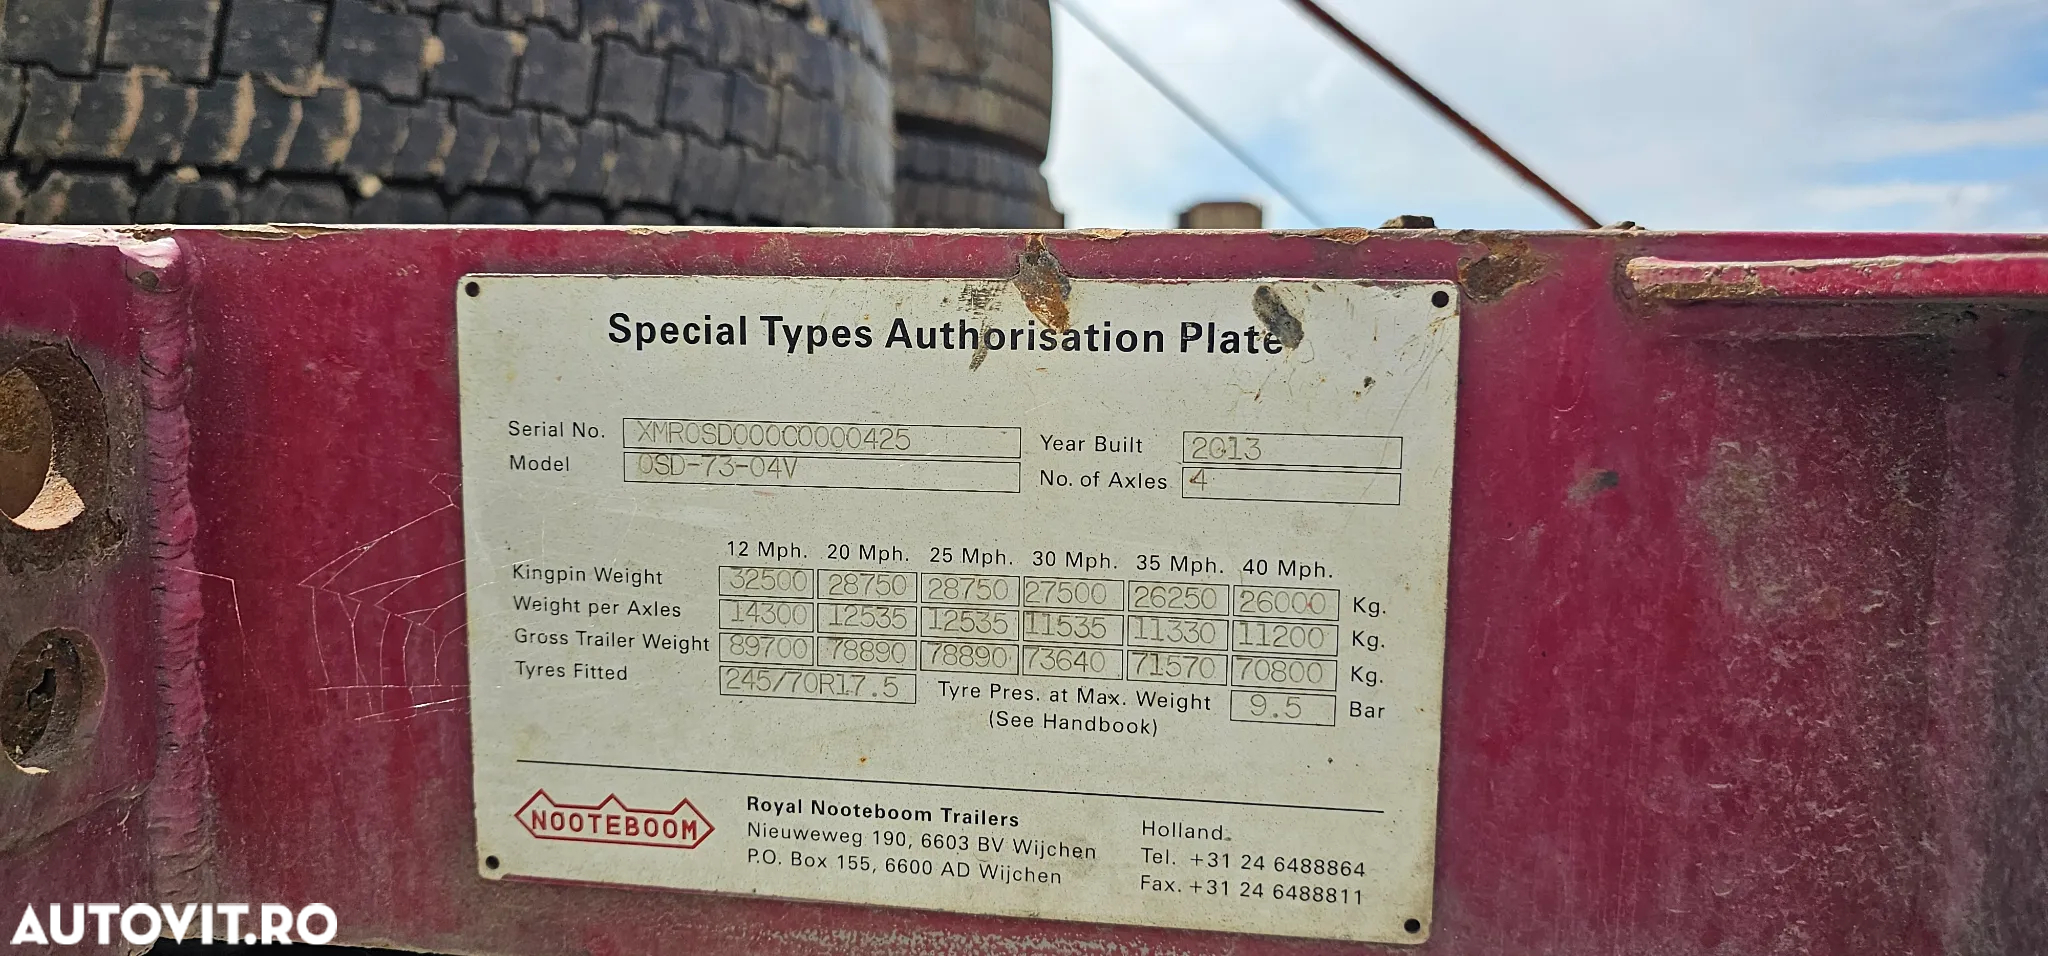 Special Types Authorisation Plate
Serial No. XMROSD000C0000425 Year Built 2013
Model OSD-73-04V No. of Axles 4
12 Mph. 20 Mph. 25 Mph. 30 Mph. 35 Mph. 40 Mph.
Kingpin Weight 32500 28750 28750 27500 26250 26000 Kg.
Weight per Axles 14300 12535 12535 11535 11330 11200 Kg.
Gross Trailer Weight 89700 78890 78890 73640 71570 70800 Kg.
Tyres Fitted 245/70R17.5 Tyre Pres. at Max. Weight 9.5 Bar
(See Handbook)
NOOTEBOOM
Royal Nooteboom Trailers
Nieuweweg 190, 6603 BV Wijchen
P.O. Box 155, 6600 AD Wijchen
Holland.
Tel. +31 24 6488864
Fax. +31 24 6488811
AUTOVIT.RO